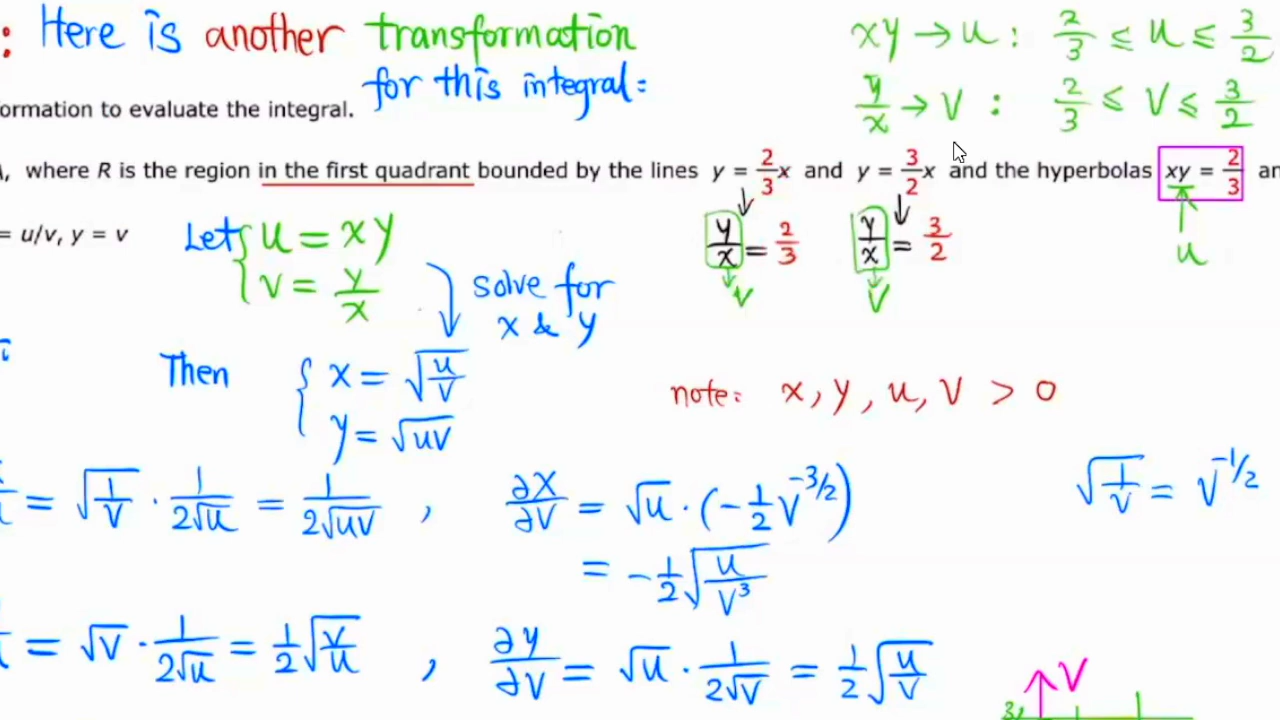 : Here is another transformation
for this integral:
xy → u : 2/3 ≤ u ≤ 3/2
y/x → v : 2/3 ≤ v ≤ 3/2
ormation to evaluate the integral.
, where R is the region in the first quadrant bounded by the lines y = 2/3 x and y = 3/2 x and the hyperbolas xy = 2/3 an
= u/v, y = v
Let { u = xy
v = y/x
y/x = 2/3
y/x = 3/2
v
v
u
solve for
x & y
Then { x = √(u/v)
y = √uv
note: x, y, u, v > 0
= √(1/v) · 1/(2√u) = 1/(2√uv) , ∂x/∂v = √u · (-1/2 v^(-3/2))
= -1/2 √(u/v³)
√(1/v) = v^(-1/2)
= √v · 1/(2√u) = 1/2 √(v/u) , ∂y/∂v = √u · 1/(2√v) = 1/2 √(u/v)
v